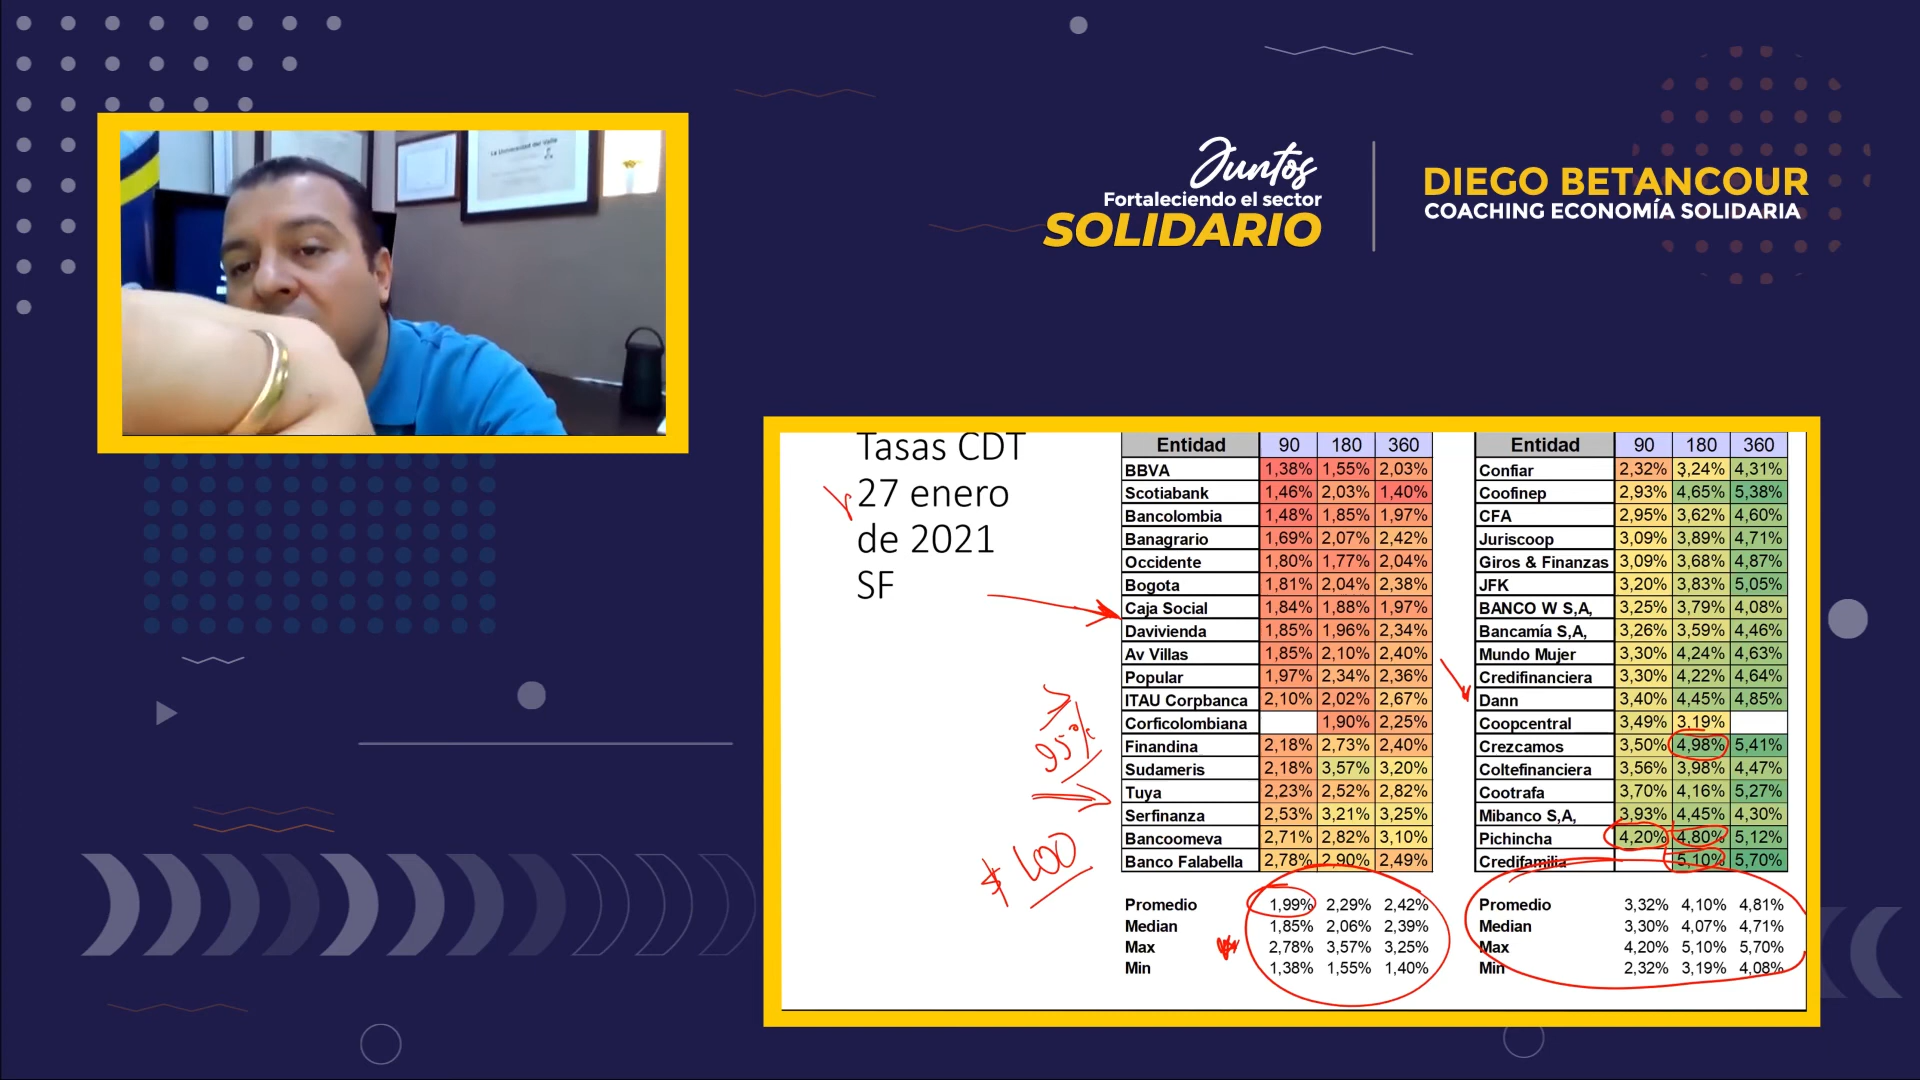 La Universidad del Valle
Juntos
Fortaleciendo el sector
SOLIDARIO
DIEGO BETANCOUR
COACHING ECONOMÍA SOLIDARIA
Tasas CDT
27 enero
de 2021
SF
>
95%
$ 100
Entidad 90 180 360
BBVA 1,38% 1,55% 2,03%
Scotiabank 1,46% 2,03% 1,40%
Bancolombia 1,48% 1,85% 1,97%
Banagrario 1,69% 2,07% 2,42%
Occidente 1,80% 1,77% 2,04%
Bogota 1,81% 2,04% 2,38%
Caja Social 1,84% 1,88% 1,97%
Davivienda 1,85% 1,96% 2,34%
Av Villas 1,85% 2,10% 2,40%
Popular 1,97% 2,34% 2,36%
ITAU Corpbanca 2,10% 2,02% 2,67%
Corficolombiana 1,90% 2,25%
Finandina 2,18% 2,73% 2,40%
Sudameris 2,18% 3,57% 3,20%
Tuya 2,23% 2,52% 2,82%
Serfinanza 2,53% 3,21% 3,25%
Bancoomeva 2,71% 2,82% 3,10%
Banco Falabella 2,78% 2,90% 2,49%
Promedio 1,99% 2,29% 2,42%
Median 1,85% 2,06% 2,39%
Max 2,78% 3,57% 3,25%
Min 1,38% 1,55% 1,40%
Entidad 90 180 360
Confiar 2,32% 3,24% 4,31%
Coofinep 2,93% 4,65% 5,38%
CFA 2,95% 3,62% 4,60%
Juriscoop 3,09% 3,89% 4,71%
Giros & Finanzas 3,09% 3,68% 4,87%
JFK 3,20% 3,83% 5,05%
BANCO W S,A, 3,25% 3,79% 4,08%
Bancamía S,A, 3,26% 3,59% 4,46%
Mundo Mujer 3,30% 4,24% 4,63%
Credifinanciera 3,30% 4,22% 4,64%
Dann 3,40% 4,45% 4,85%
Coopcentral 3,49% 3,19%
Crezcamos 3,50% 4,98% 5,41%
Coltefinanciera 3,56% 3,98% 4,47%
Cootrafa 3,70% 4,16% 5,27%
Mibanco S,A, 3,93% 4,45% 4,30%
Pichincha 4,20% 4,80% 5,12%
Credifamilia 5,10% 5,70%
Promedio 3,32% 4,10% 4,81%
Median 3,30% 4,07% 4,71%
Max 4,20% 5,10% 5,70%
Min 2,32% 3,19% 4,08%